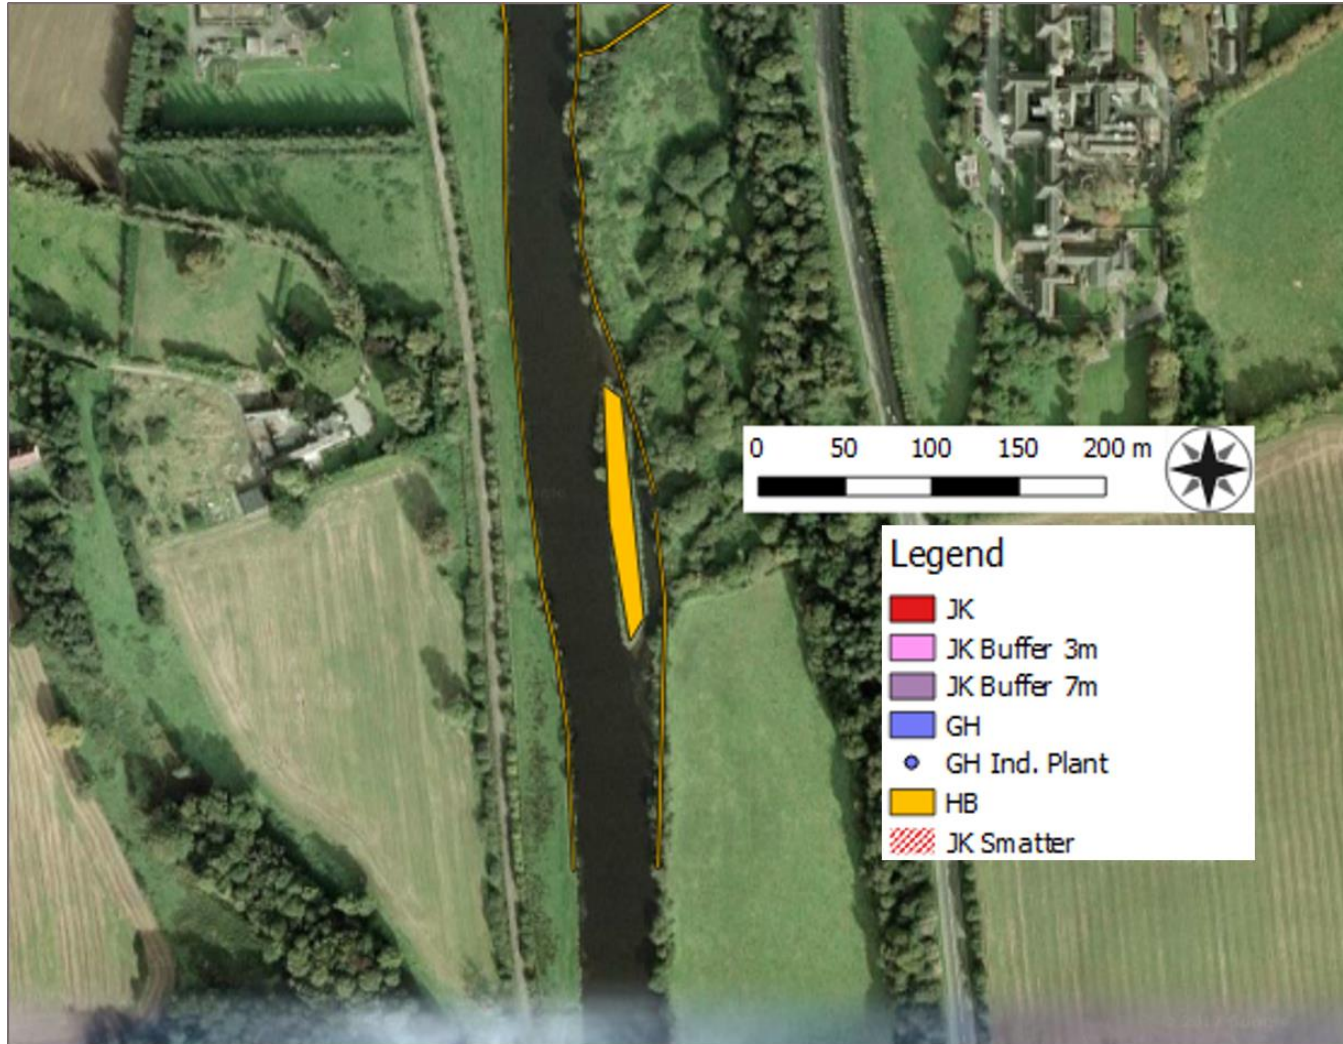 0 50 100 150 200 m
Legend
JK
JK Buffer 3m
JK Buffer 7m
GH
GH Ind. Plant
HB
JK Smatter